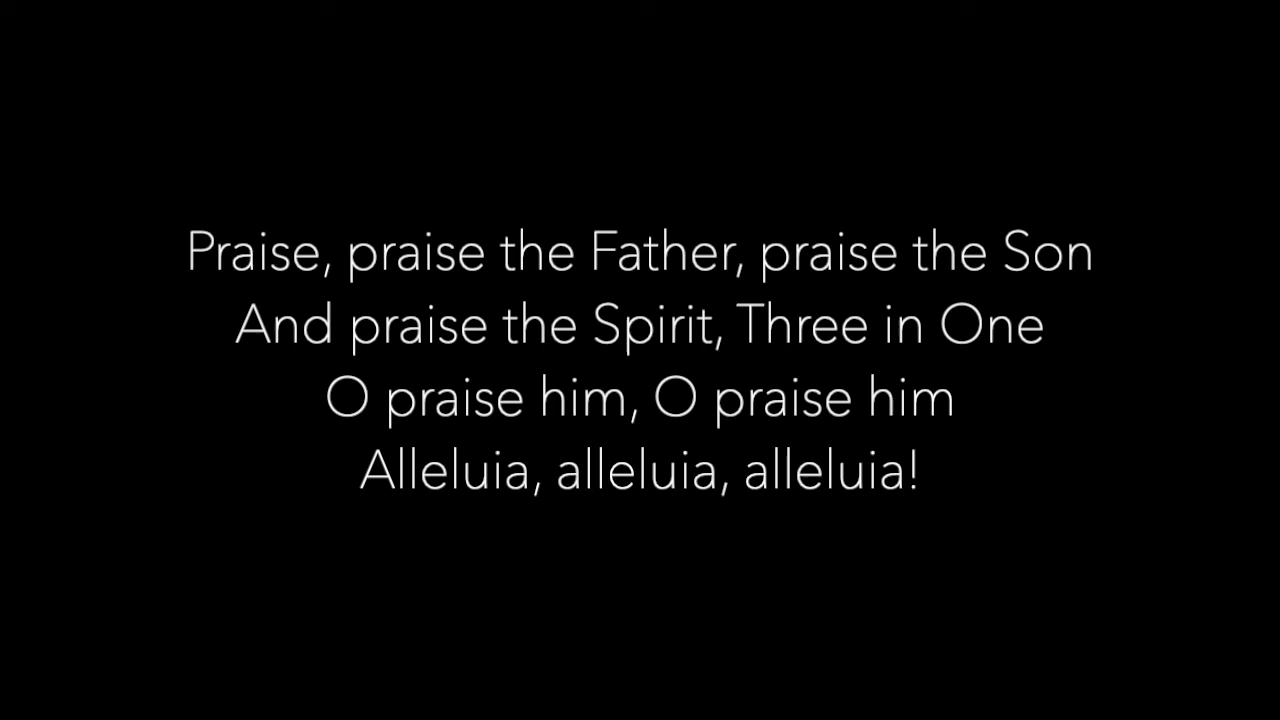 Praise, praise the Father, praise the Son
And praise the Spirit, Three in One
O praise him, O praise him
Alleluia, alleluia, alleluia!